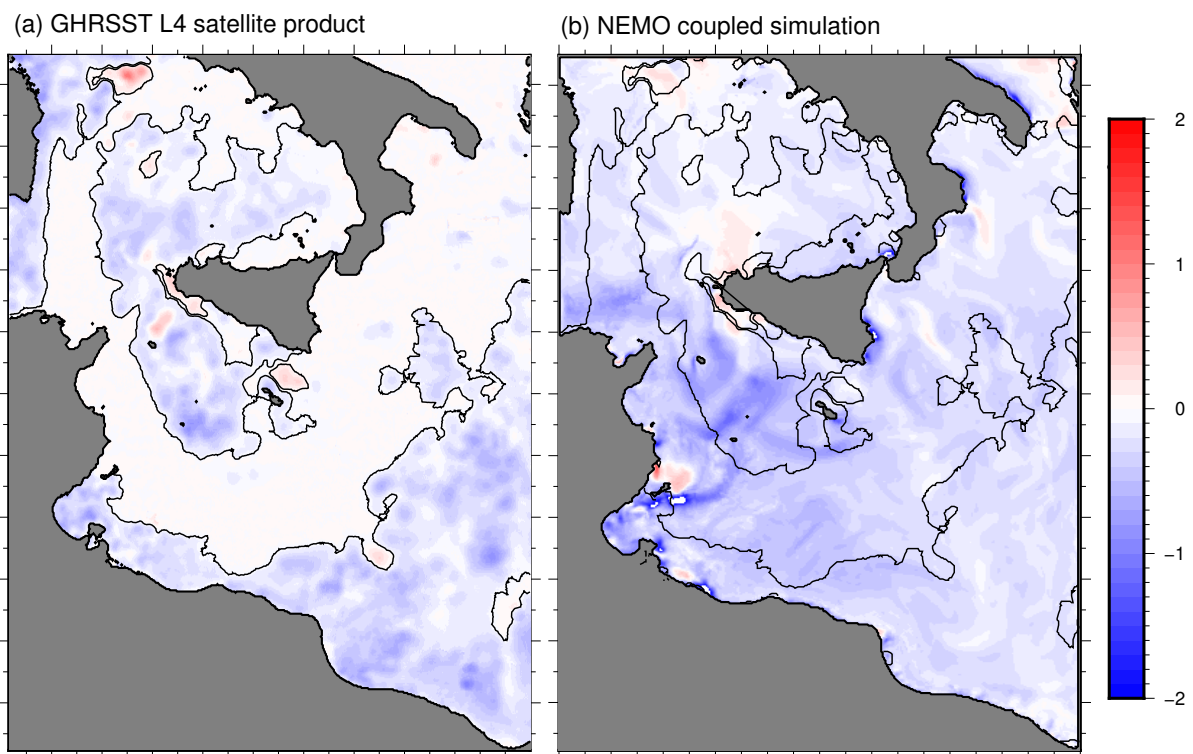 (a) GHRSST L4 satellite product
(b) NEMO coupled simulation
2
1
0
−1
−2